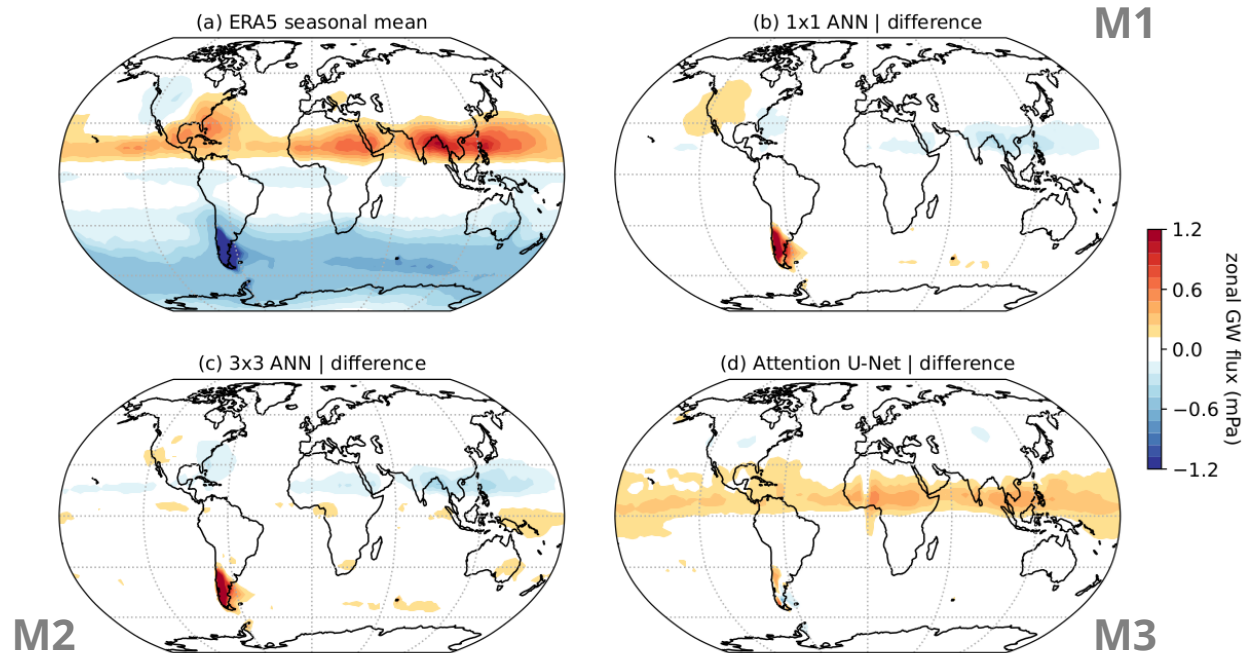 (a) ERA5 seasonal mean
(b) 1x1 ANN | difference
M1
1.2
0.6
0.0
−0.6
−1.2
zonal GW flux (mPa)
(c) 3x3 ANN | difference
(d) Attention U-Net | difference
M2
M3